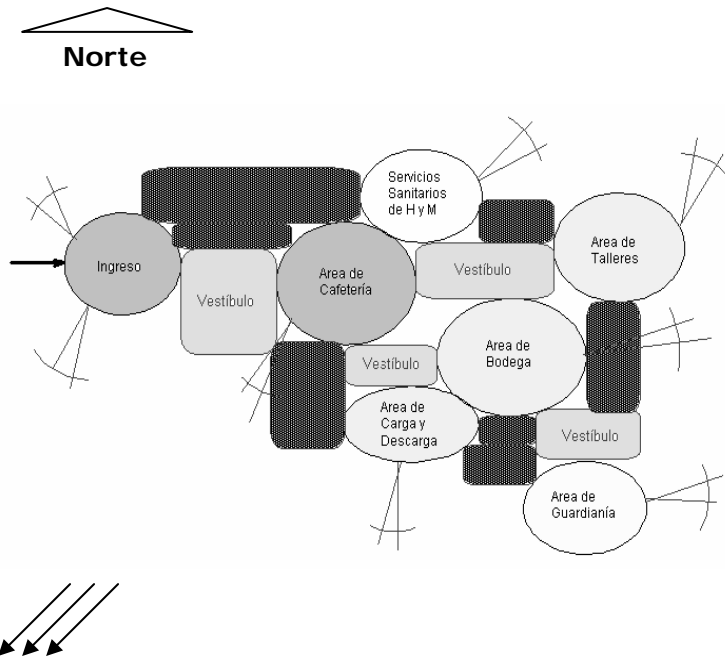 Norte
Servicios
Sanitarios
de H y M
Ingreso
Area de
Cafetería
Vestíbulo
Area de
Talleres
Vestíbulo
Area de
Bodega
Vestíbulo
Area de
Carga y
Descarga
Vestíbulo
Area de
Guardianía